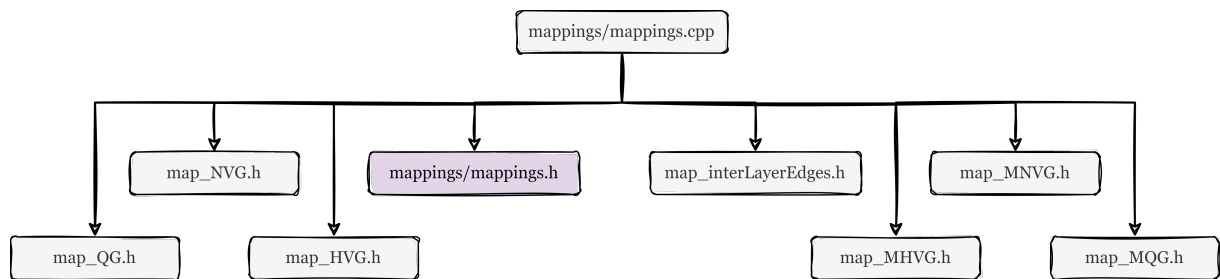 mappings/mappings.cpp
map_NVG.h
mappings/mappings.h
map_interLayerEdges.h
map_MNVG.h
map_QG.h
map_HVG.h
map_MHVG.h
map_MQG.h